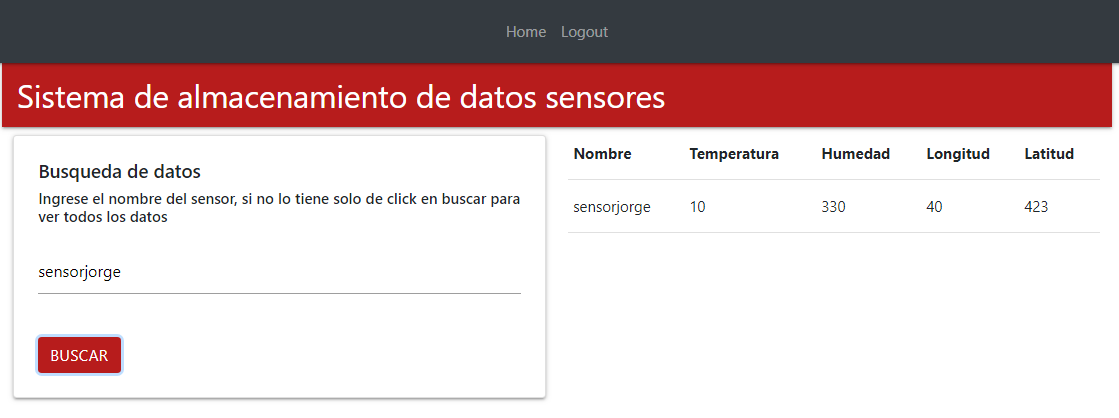 Home Logout
Sistema de almacenamiento de datos sensores
Busqueda de datos
Ingrese el nombre del sensor, si no lo tiene solo de click en buscar para
ver todos los datos
sensorjorge
BUSCAR
Nombre Temperatura Humedad Longitud Latitud
sensorjorge 10 330 40 423